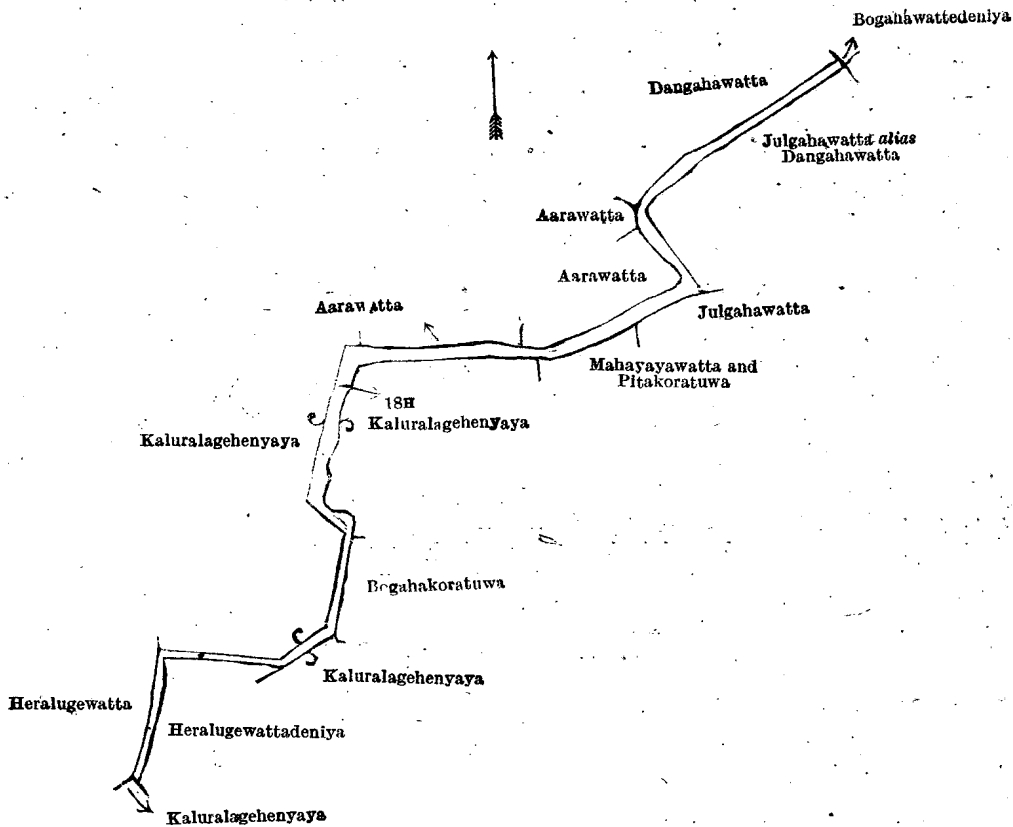 Bogahawattedeniya
Dangahawatta
Julgahawatta alias
Dangahawatta
Aarawatta
Aarawatta
Aarawatta
Julgahawatta
Mahayayawatta and
Pitakoratuwa
18H
Kaluralagehenyaya
Kaluralagehenyaya
Bogahakoratuwa
Kaluralagehenyaya
Heralugewatta
Heralugewattadeniya
Kaluralagehenyaya